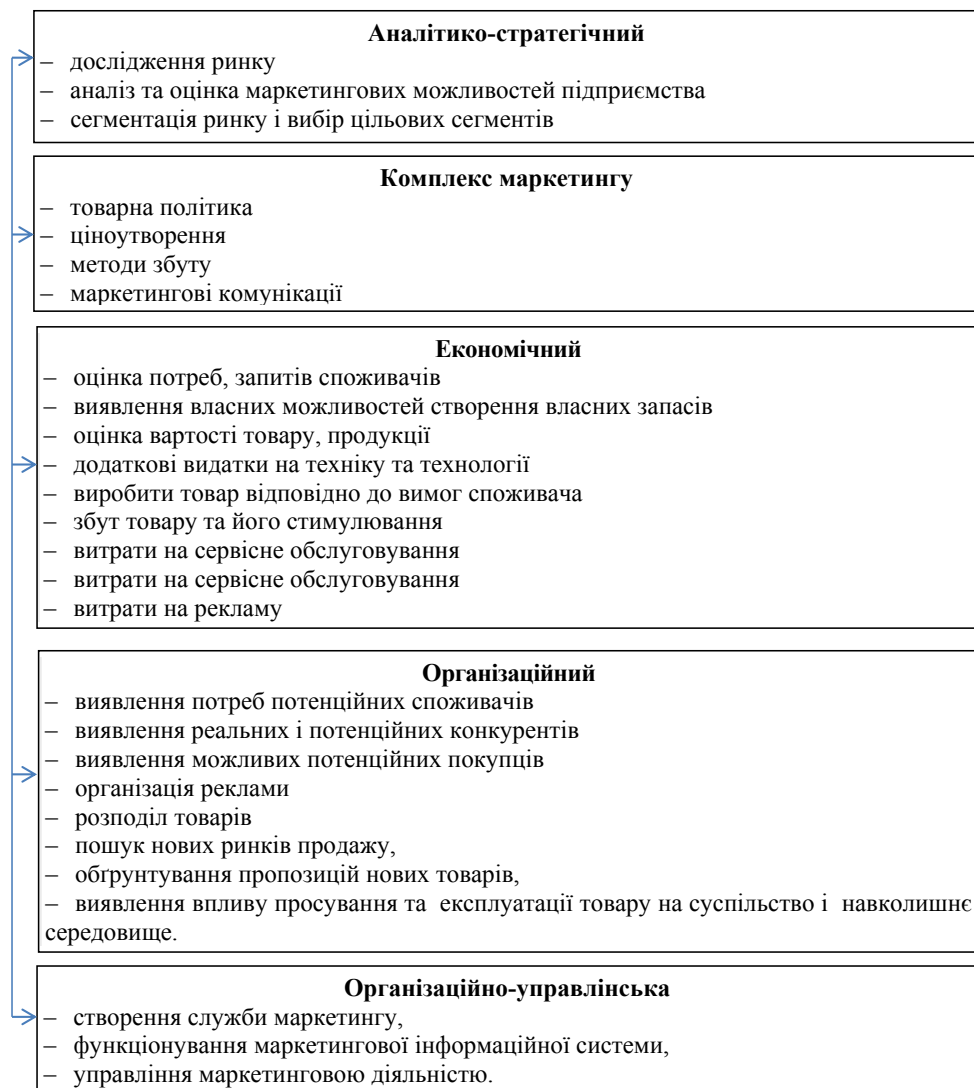 Аналітико-стратегічний
– дослідження ринку
– аналіз та оцінка маркетингових можливостей підприємства
– сегментація ринку і вибір цільових сегментів
Комплекс маркетингу
– товарна політика
– ціноутворення
– методи збуту
– маркетингові комунікації
Економічний
– оцінка потреб, запитів споживачів
– виявлення власних можливостей створення власних запасів
– оцінка вартості товару, продукції
– додаткові видатки на техніку та технології
– виробити товар відповідно до вимог споживача
– збут товару та його стимулювання
– витрати на сервісне обслуговування
– витрати на сервісне обслуговування
– витрати на рекламу
Організаційний
– виявлення потреб потенційних споживачів
– виявлення реальних і потенційних конкурентів
– виявлення можливих потенційних покупців
– організація реклами
– розподіл товарів
– пошук нових ринків продажу,
– обґрунтування пропозицій нових товарів,
– виявлення впливу просування та експлуатації товару на суспільство і навколишнє
середовище.
Організаційно-управлінська
– створення служби маркетингу,
– функціонування маркетингової інформаційної системи,
– управління маркетинговою діяльністю.